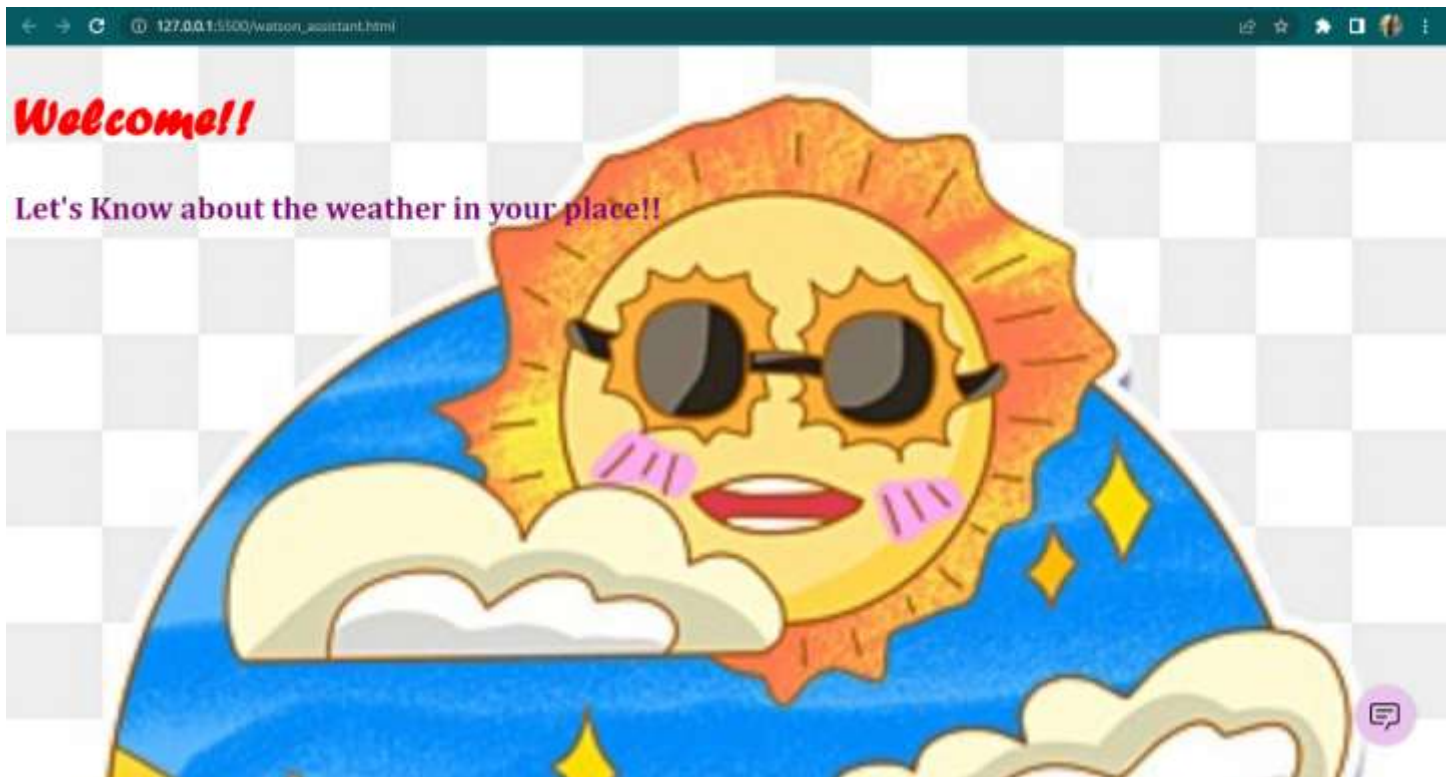 127.0.0.1:5500/watson_assistant.html
Welcome!!
Let's Know about the weather in your place!!